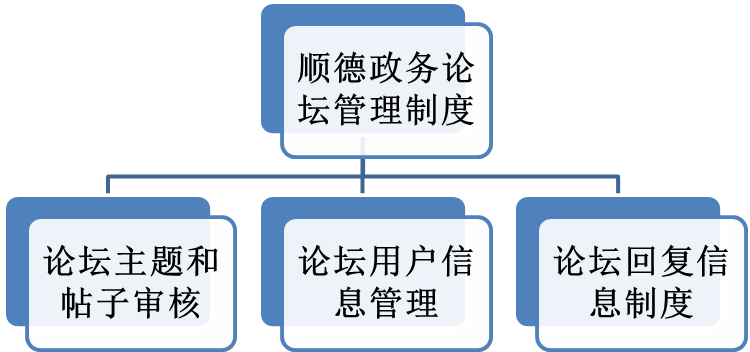 顺德政务论
坛管理制度
论坛主题和
帖子审核
论坛用户信
息管理
论坛回复信
息制度